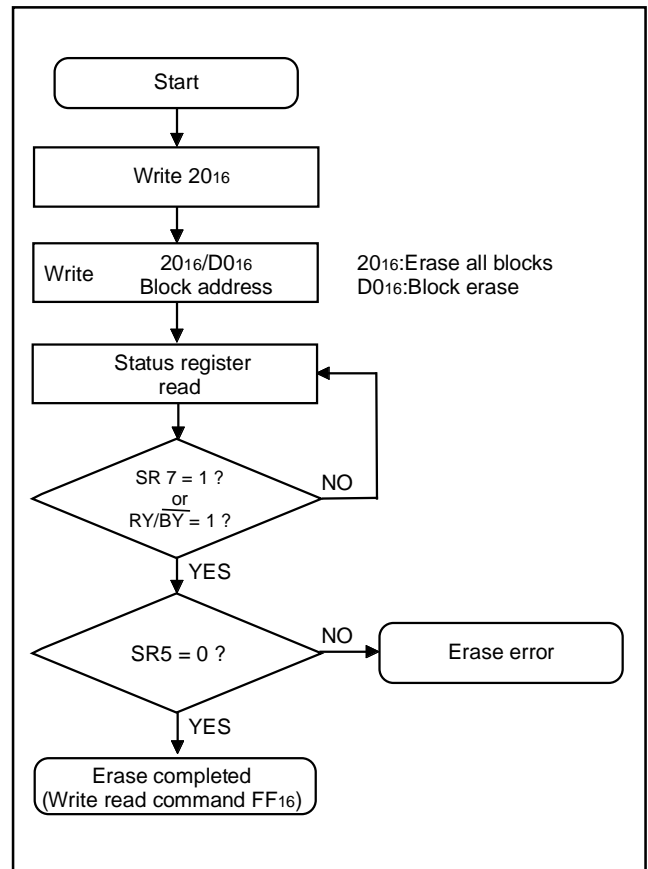 Start
Write 20₁₆
Write 20₁₆/D0₁₆
Block address
20₁₆:Erase all blocks
D0₁₆:Block erase
Status register
read
SR 7 = 1 ?
or
RY/B̅Y̅ = 1 ?
NO
YES
SR5 = 0 ?
NO
Erase error
YES
Erase completed
(Write read command FF₁₆)